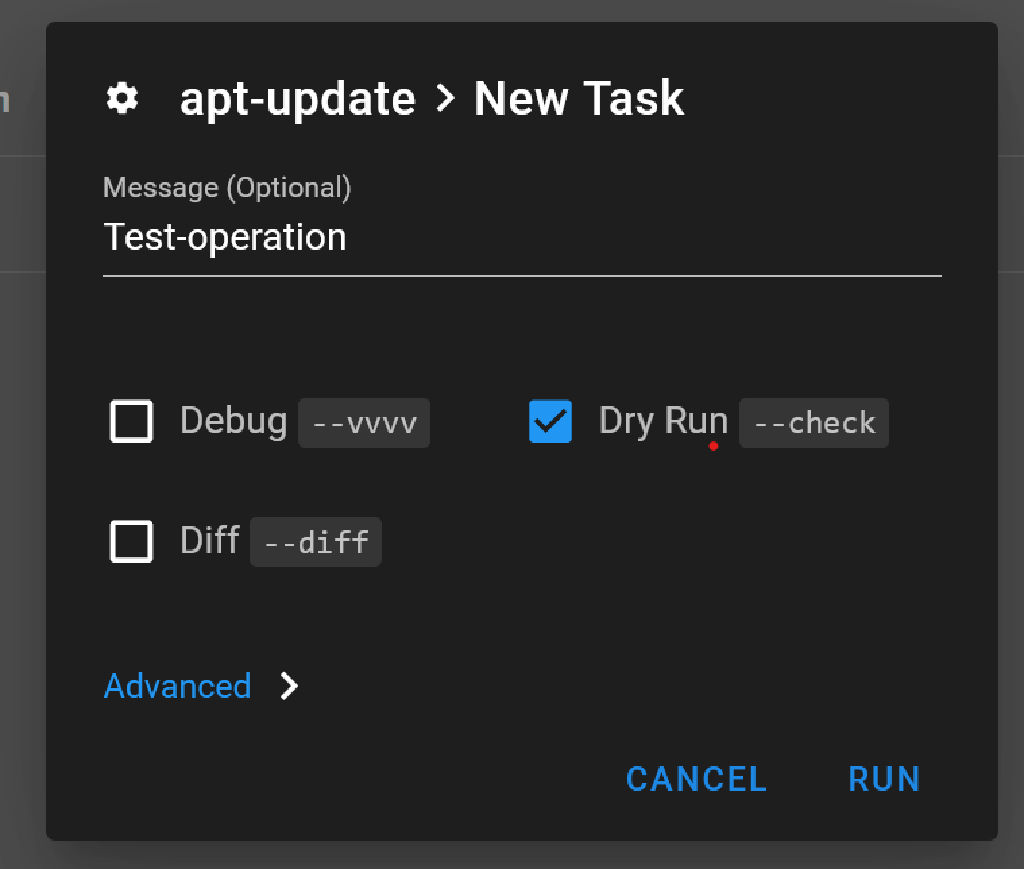 apt-update > New Task
Message (Optional)
Test-operation
Debug --vvvv
Dry Run --check
Diff --diff
Advanced >
CANCEL RUN